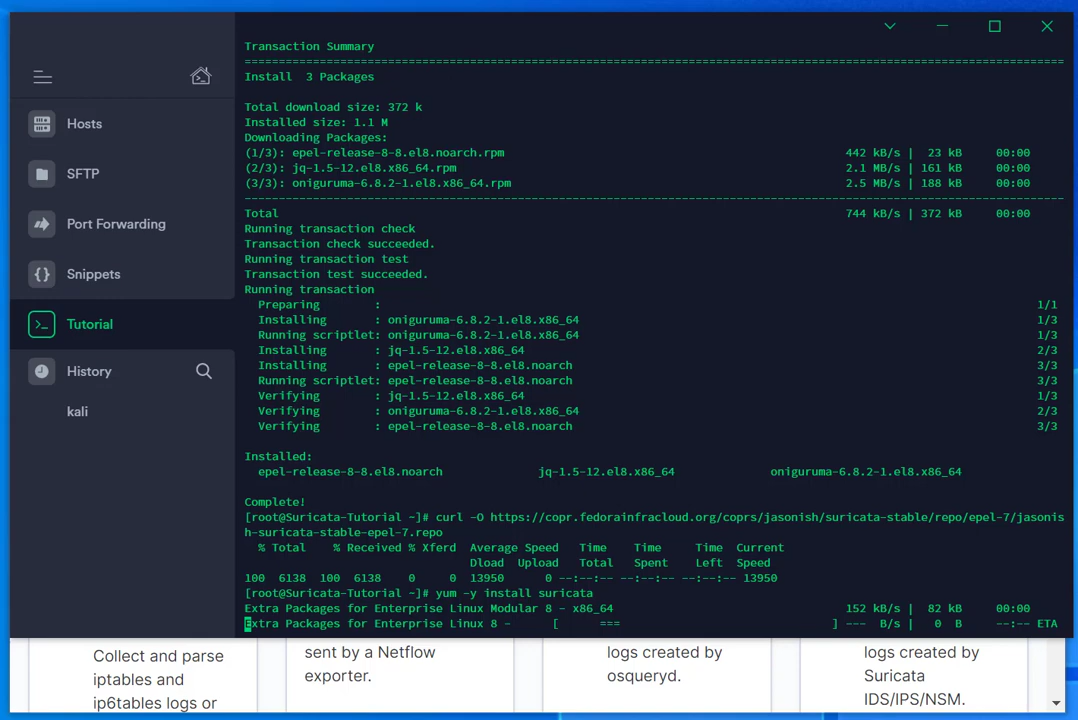 Hosts
SFTP
Port Forwarding
Snippets
Tutorial
History
kali
Transaction Summary
================================================================================
Install  3 Packages
Total download size: 372 k
Installed size: 1.1 M
Downloading Packages:
(1/3): epel-release-8-8.el8.noarch.rpm 442 kB/s |  23 kB     00:00
(2/3): jq-1.5-12.el8.x86_64.rpm 2.1 MB/s | 161 kB     00:00
(3/3): oniguruma-6.8.2-1.el8.x86_64.rpm 2.5 MB/s | 188 kB     00:00
--------------------------------------------------------------------------------
Total 744 kB/s | 372 kB     00:00
Running transaction check
Transaction check succeeded.
Running transaction test
Transaction test succeeded.
Running transaction
Preparing        : 1/1
Installing       : oniguruma-6.8.2-1.el8.x86_64 1/3
Running scriptlet: oniguruma-6.8.2-1.el8.x86_64 1/3
Installing       : jq-1.5-12.el8.x86_64 2/3
Installing       : epel-release-8-8.el8.noarch 3/3
Running scriptlet: epel-release-8-8.el8.noarch 3/3
Verifying        : jq-1.5-12.el8.x86_64 1/3
Verifying        : oniguruma-6.8.2-1.el8.x86_64 2/3
Verifying        : epel-release-8-8.el8.noarch 3/3
Installed:
epel-release-8-8.el8.noarch jq-1.5-12.el8.x86_64 oniguruma-6.8.2-1.el8.x86_64
Complete!
[root@Suricata-Tutorial ~]# curl -O https://copr.fedorainfracloud.org/coprs/jasonish/suricata-stable/repo/epel-7/jasonis
h-suricata-stable-epel-7.repo
% Total    % Received % Xferd  Average Speed   Time    Time     Time  Current
Dload  Upload   Total   Spent    Left  Speed
100  6138  100  6138    0     0  13950      0 --:--:-- --:--:-- --:--:-- 13950
[root@Suricata-Tutorial ~]# yum -y install suricata
Extra Packages for Enterprise Linux Modular 8 - x86_64 152 kB/s |  82 kB     00:00
Extra Packages for Enterprise Linux 8 -      [      ===      ] ---  B/s |   0  B     --:-- ETA
Collect and parse
iptables and
ip6tables logs or
sent by a Netflow
exporter.
logs created by
osqueryd.
logs created by
Suricata
IDS/IPS/NSM.